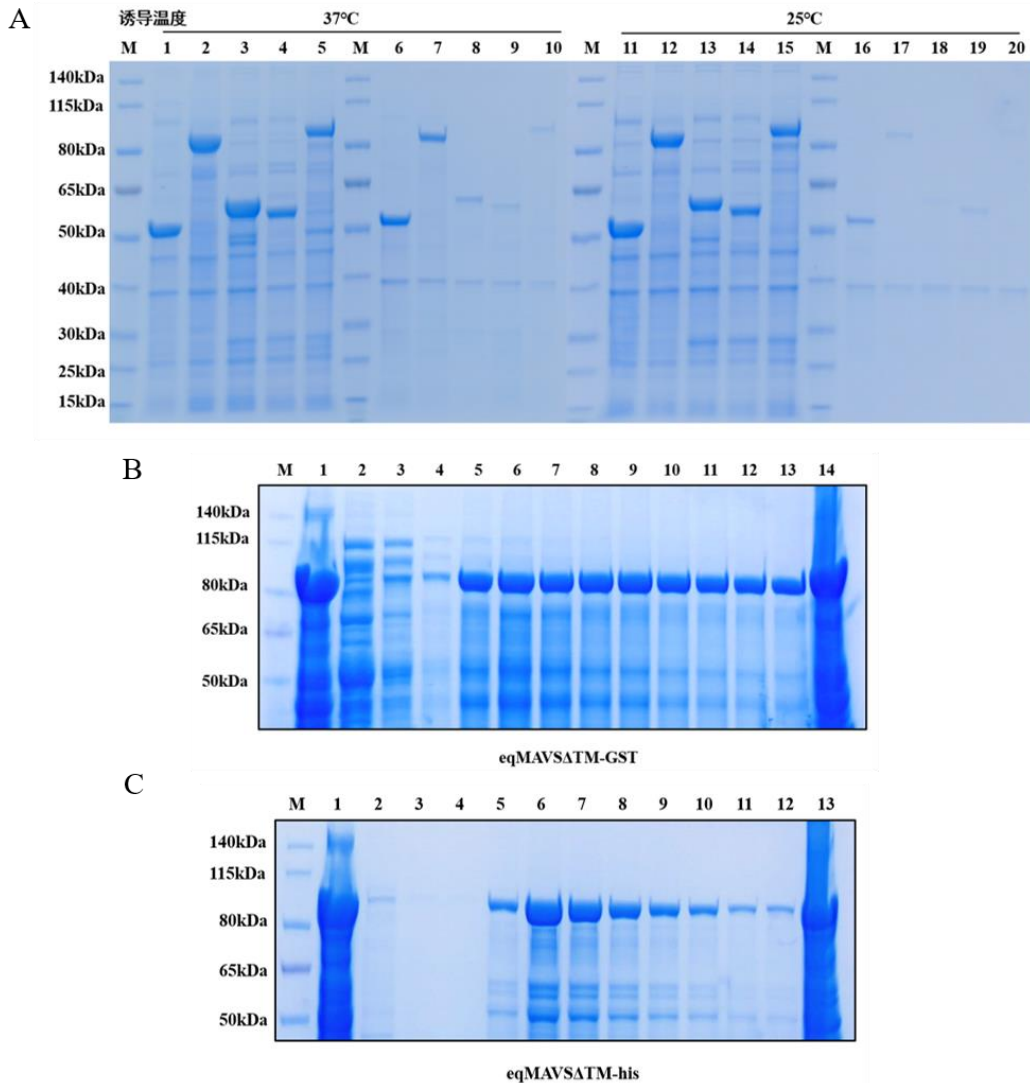 A
诱导温度 37℃ 25℃
M 1 2 3 4 5 M 6 7 8 9 10 M 11 12 13 14 15 M 16 17 18 19 20
140kDa
115kDa
80kDa
65kDa
50kDa
40kDa
30kDa
25kDa
15kDa
B
M 1 2 3 4 5 6 7 8 9 10 11 12 13 14
140kDa
115kDa
80kDa
65kDa
50kDa
eqMAVSΔTM-GST
C
M 1 2 3 4 5 6 7 8 9 10 11 12 13
140kDa
115kDa
80kDa
65kDa
50kDa
eqMAVSΔTM-his